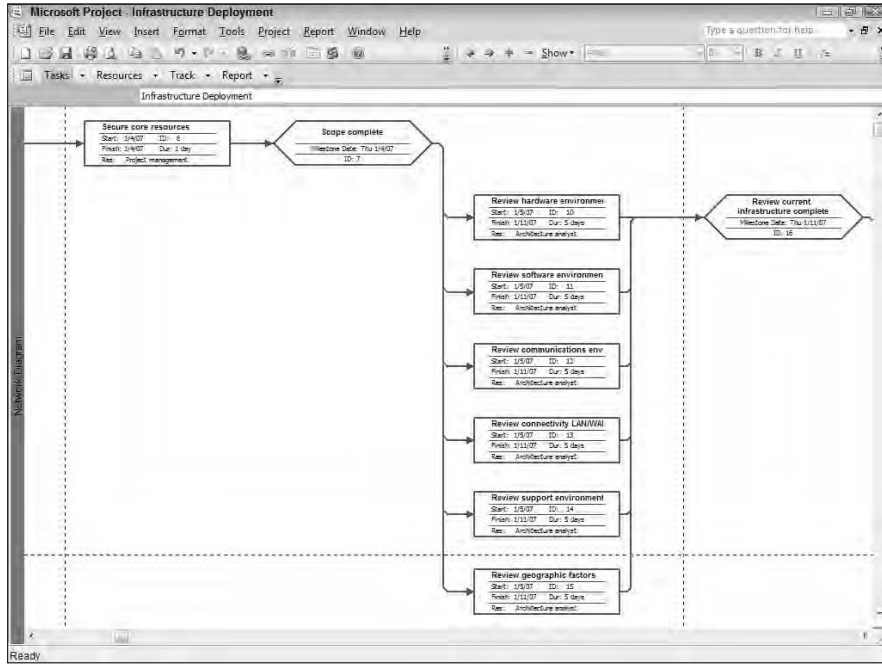 Microsoft Project - Infrastructure Deployment
File Edit View Insert Format Tools Project Report Window Help
Type a question for help
Show
Tasks Resources Track Report
Infrastructure Deployment
Network Diagram
Secure core resources
Start: 1/4/07 ID: 6
Finish: 1/4/07 Dur: 1 day
Res: Project management
Scope complete
Milestone Date: Thu 1/4/07
ID: 7
Review hardware environmen
Start: 1/5/07 ID: 10
Finish: 1/11/07 Dur: 5 days
Res: Architecture analyst
Review current
infrastructure complete
Milestone Date: Thu 1/11/07
ID: 16
Review software environmen
Start: 1/5/07 ID: 11
Finish: 1/11/07 Dur: 5 days
Res: Architecture analyst
Review communications env
Start: 1/5/07 ID: 12
Finish: 1/11/07 Dur: 5 days
Res: Architecture analyst
Review connectivity LAN/WAI
Start: 1/5/07 ID: 13
Finish: 1/11/07 Dur: 5 days
Res: Architecture analyst
Review support environment
Start: 1/5/07 ID: 14
Finish: 1/11/07 Dur: 5 days
Res: Architecture analyst
Review geographic factors
Start: 1/5/07 ID: 15
Finish: 1/11/07 Dur: 5 days
Res: Architecture analyst
Ready